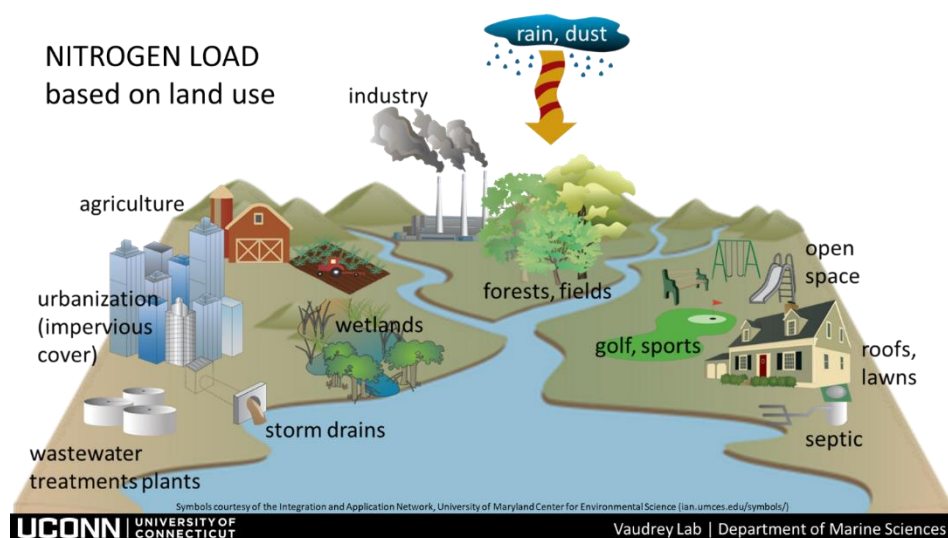 NITROGEN LOAD
based on land use
rain, dust
industry
agriculture
urbanization
(impervious
cover)
wetlands
forests, fields
open
space
golf, sports
roofs,
lawns
storm drains
septic
wastewater
treatments plants
Symbols courtesy of the Integration and Application Network, University of Maryland Center for Environmental Science (ian.umces.edu/symbols/)
UCONN | UNIVERSITY OF
CONNECTICUT
Vaudrey Lab | Department of Marine Sciences